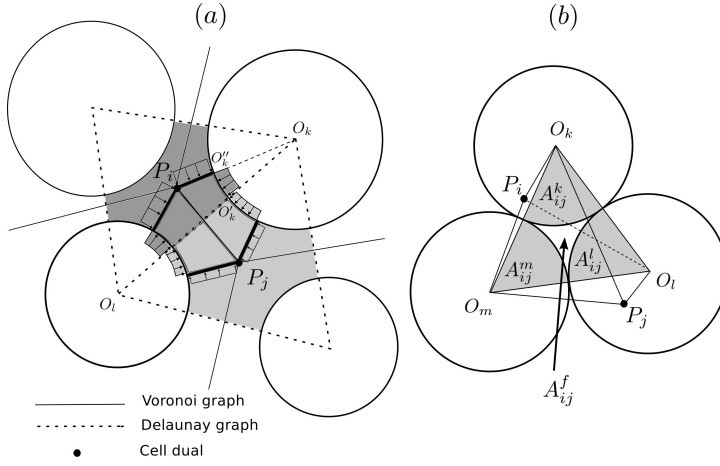 (a)
(b)
O_k
O''_k
P_i
O'_k
P_j
O_l
O_k
P_i
A^k_{ij}
A^m_{ij}
A^l_{ij}
O_l
O_m
P_j
A^f_{ij}
Voronoi graph
Delaunay graph
Cell dual